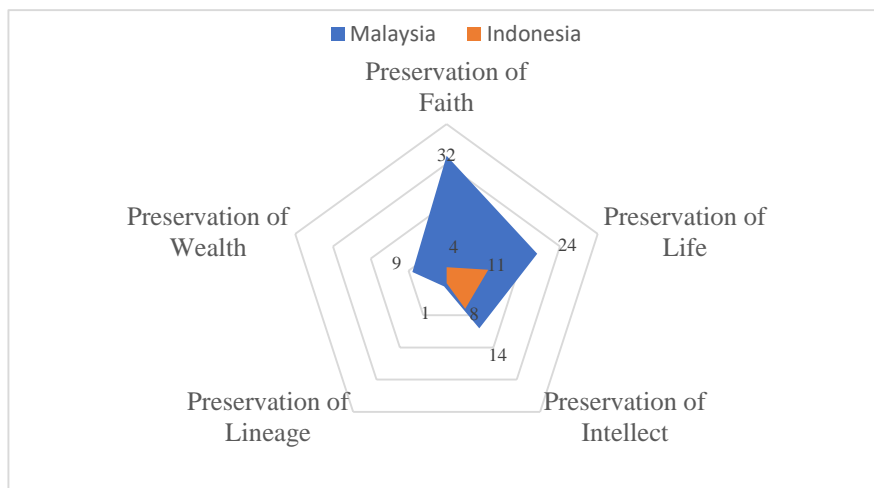 Malaysia Indonesia
Preservation of
Faith
32
Preservation of
Wealth
Preservation of
Life
4
24
9
11
1
8
14
Preservation of
Lineage
Preservation of
Intellect